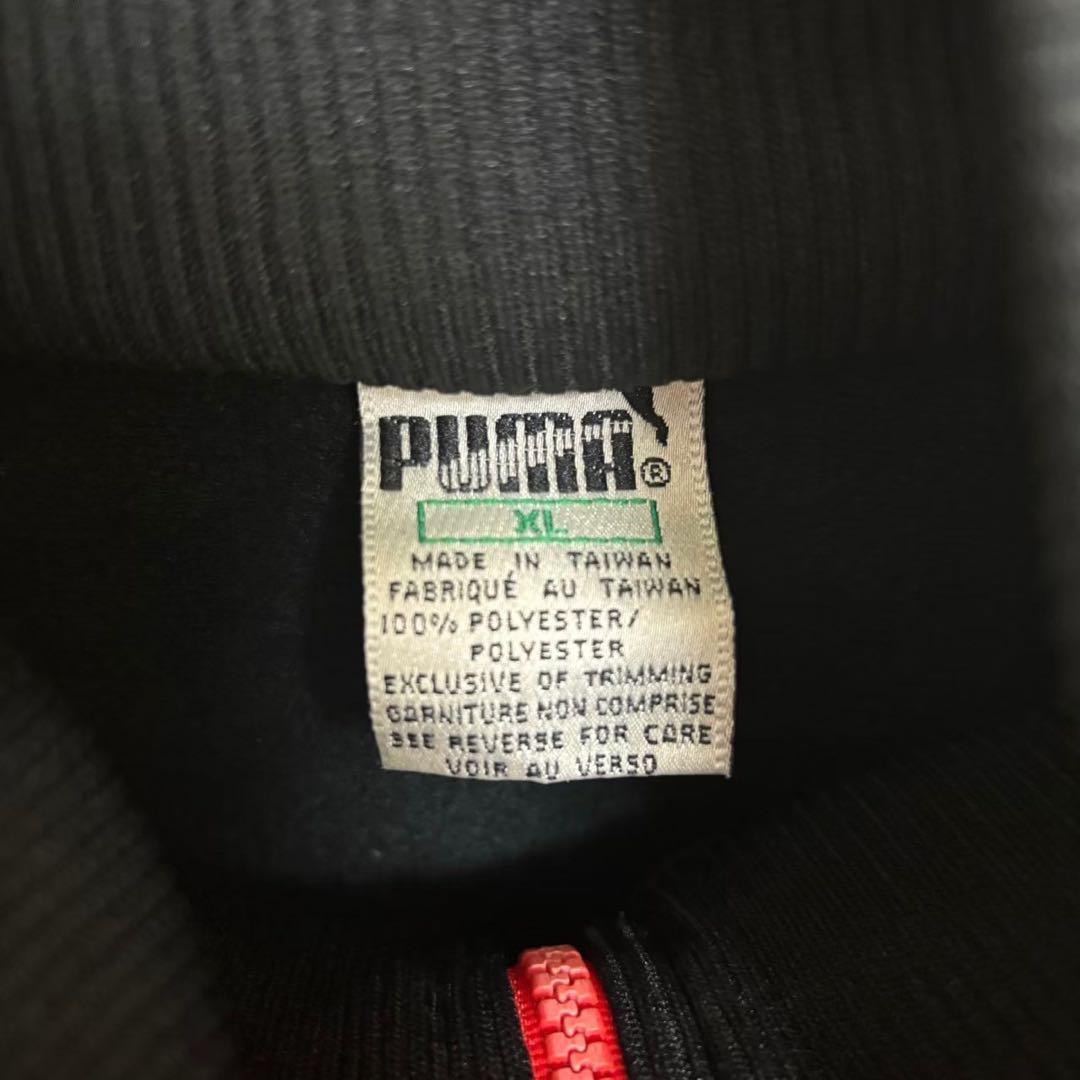 PUMA®
XL
MADE IN TAIWAN
FABRIQUÉ AU TAIWAN
100% POLYESTER/
POLYESTER
EXCLUSIVE OF TRIMMING
GARNITURE NON COMPRISE
SEE REVERSE FOR CARE
VOIR AU VERSO